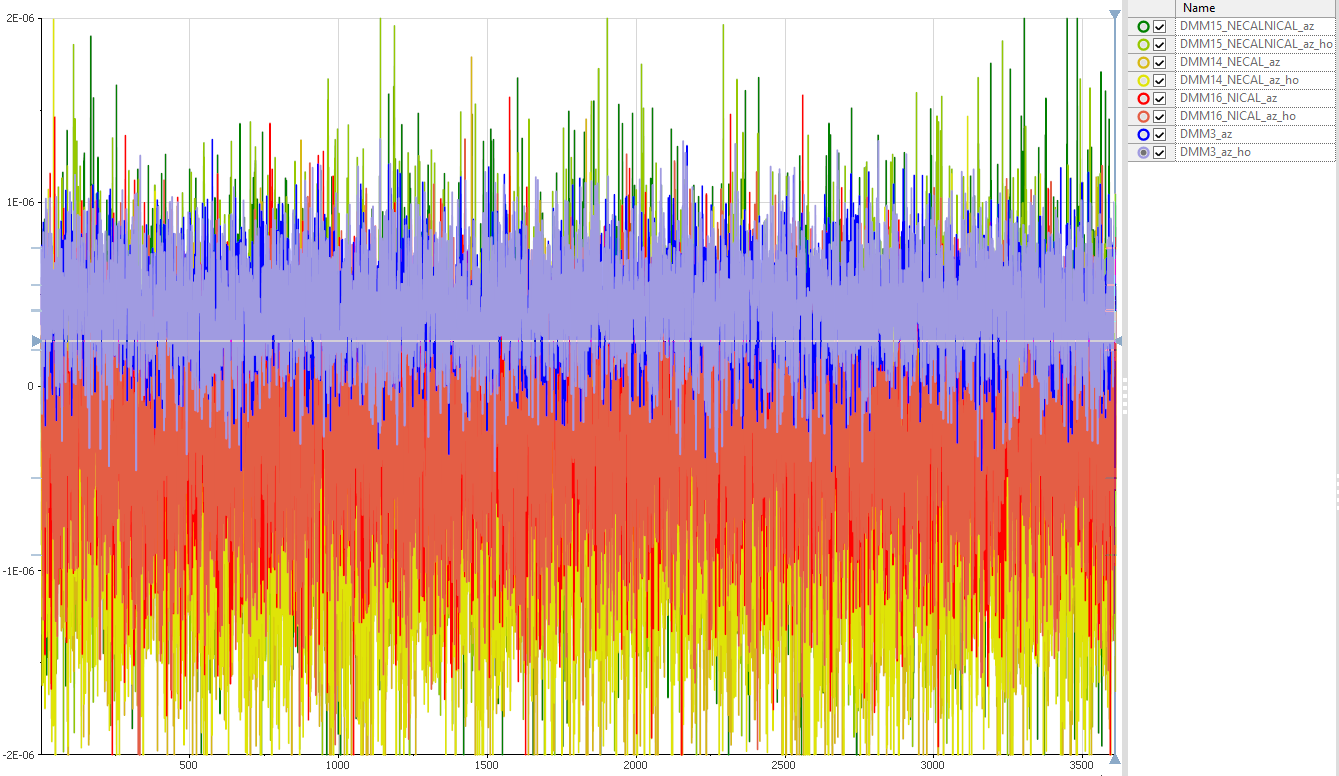 2E-06
1E-06
0
-1E-06
-2E-06
500 1000 1500 2000 2500 3000 3500
Name
DMM15_NECALNICAL_az
DMM15_NECALNICAL_az_ho
DMM14_NECAL_az
DMM14_NECAL_az_ho
DMM16_NICAL_az
DMM16_NICAL_az_ho
DMM3_az
DMM3_az_ho